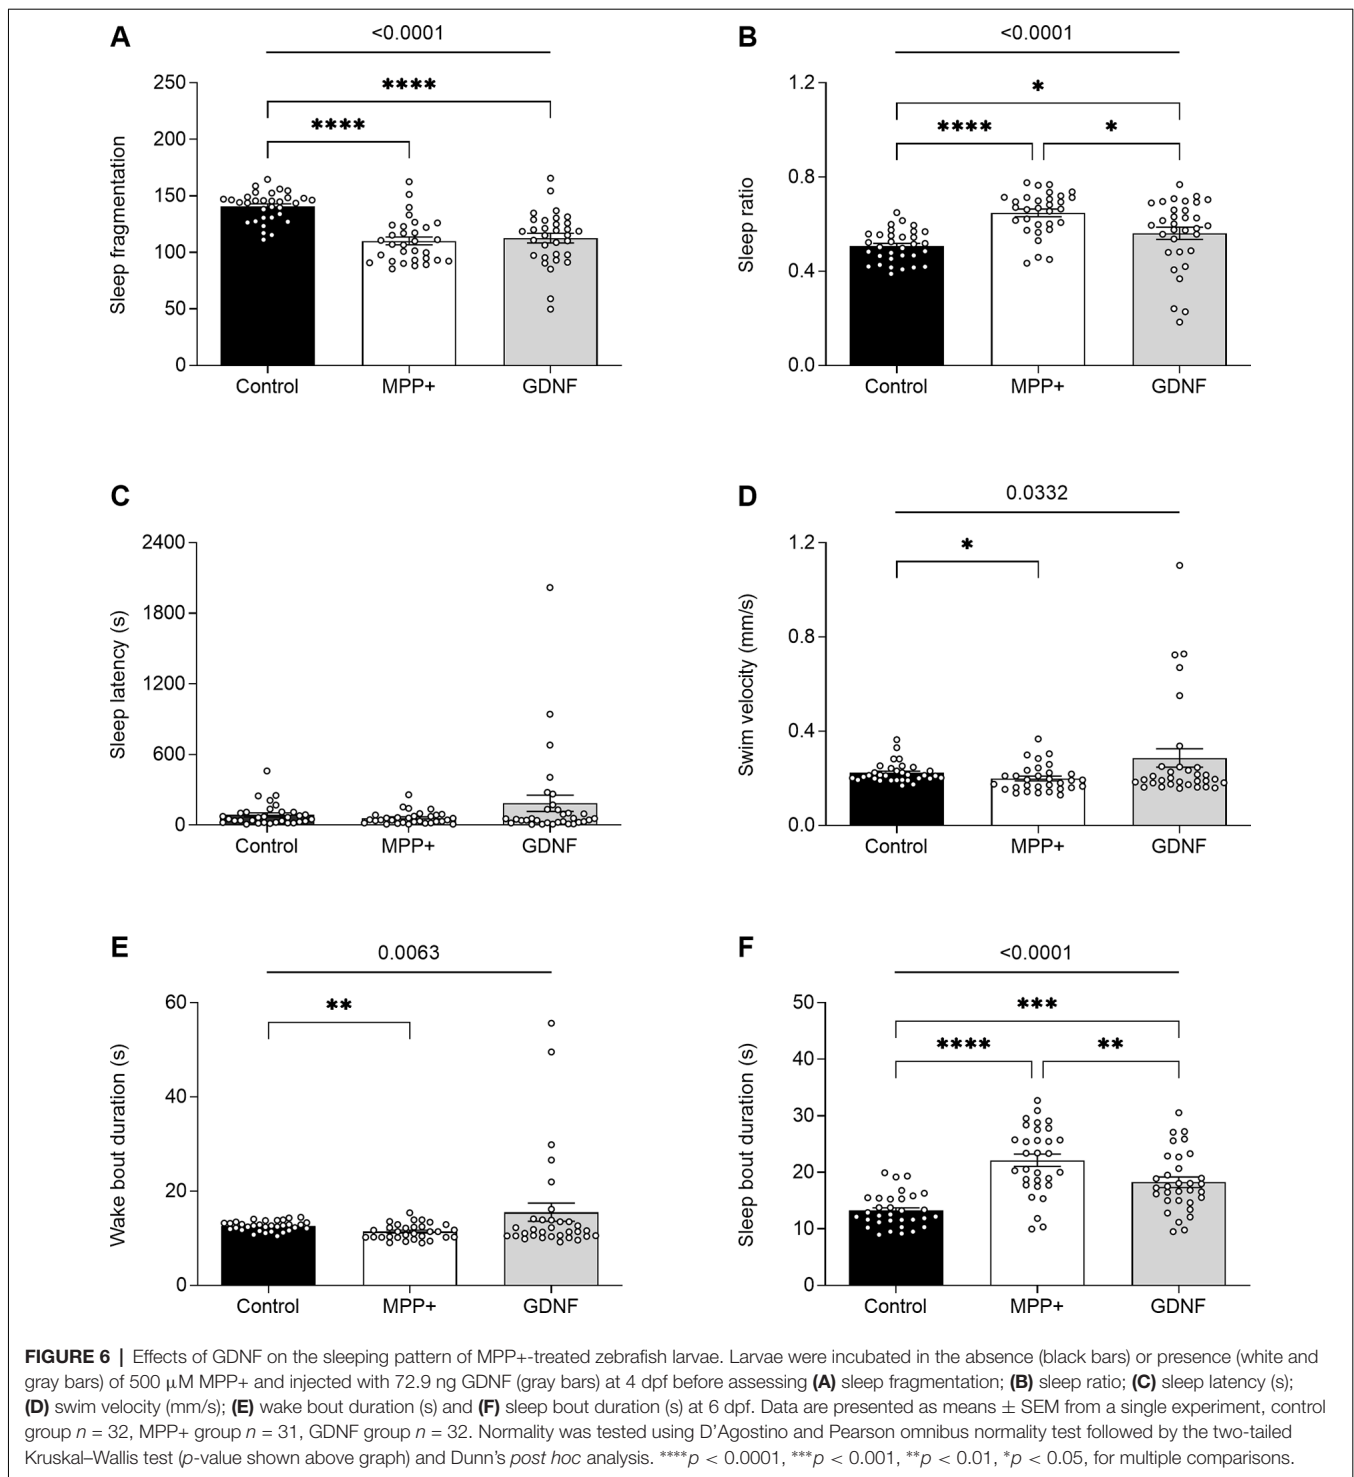 A
<0.0001
****
****
250
200
150
100
50
0
Sleep fragmentation
Control
MPP+
GDNF
B
<0.0001
*
****
*
1.2
0.8
0.4
0.0
Sleep ratio
Control
MPP+
GDNF
C
2400
1800
1200
600
0
Sleep latency (s)
Control
MPP+
GDNF
D
0.0332
*
1.2
0.8
0.4
0.0
Swim velocity (mm/s)
Control
MPP+
GDNF
E
0.0063
**
60
40
20
0
Wake bout duration (s)
Control
MPP+
GDNF
F
<0.0001
***
****
**
50
40
30
20
10
0
Sleep bout duration (s)
Control
MPP+
GDNF
FIGURE 6 | Effects of GDNF on the sleeping pattern of MPP+-treated zebrafish larvae. Larvae were incubated in the absence (black bars) or presence (white and
gray bars) of 500 μM MPP+ and injected with 72.9 ng GDNF (gray bars) at 4 dpf before assessing (A) sleep fragmentation; (B) sleep ratio; (C) sleep latency (s);
(D) swim velocity (mm/s); (E) wake bout duration (s) and (F) sleep bout duration (s) at 6 dpf. Data are presented as means ± SEM from a single experiment, control
group n = 32, MPP+ group n = 31, GDNF group n = 32. Normality was tested using D’Agostino and Pearson omnibus normality test followed by the two-tailed
Kruskal–Wallis test (p-value shown above graph) and Dunn’s post hoc analysis. ****p < 0.0001, ***p < 0.001, **p < 0.01, *p < 0.05, for multiple comparisons.